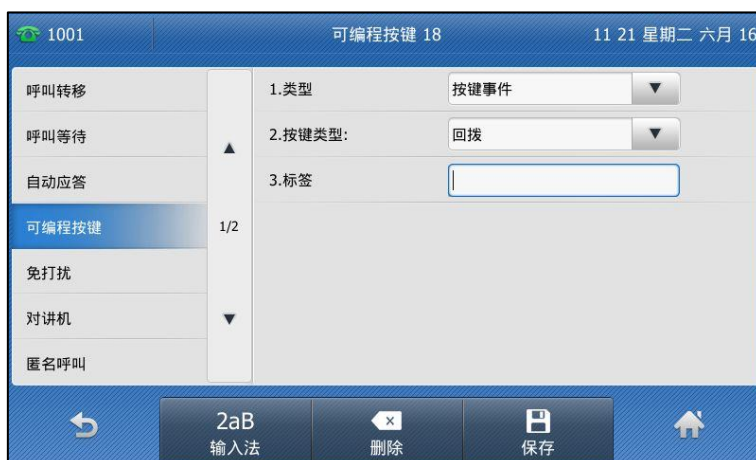 1001 可编程按键 18 11 21 星期二 六月 16
呼叫转移
呼叫等待
自动应答
可编程按键
免打扰
对讲机
匿名呼叫
1/2
1.类型 按键事件
2.按键类型: 回拨
3.标签
2aB
输入法
删除
保存